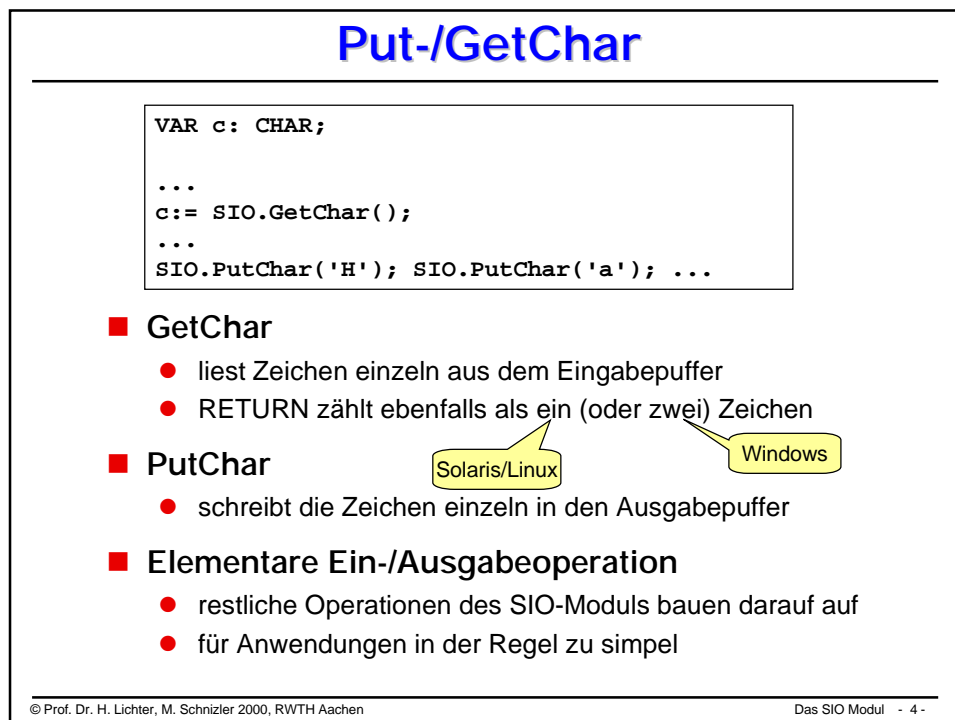 Put-/GetChar
VAR c: CHAR;
...
c:= SIO.GetChar();
...
SIO.PutChar('H'); SIO.PutChar('a'); ...
GetChar
liest Zeichen einzeln aus dem Eingabepuffer
RETURN zählt ebenfalls als ein (oder zwei) Zeichen
Solaris/Linux
Windows
PutChar
schreibt die Zeichen einzeln in den Ausgabepuffer
Elementare Ein-/Ausgabeoperation
restliche Operationen des SIO-Moduls bauen darauf auf
für Anwendungen in der Regel zu simpel
© Prof. Dr. H. Lichter, M. Schnizler 2000, RWTH Aachen
Das SIO Modul - 4 -